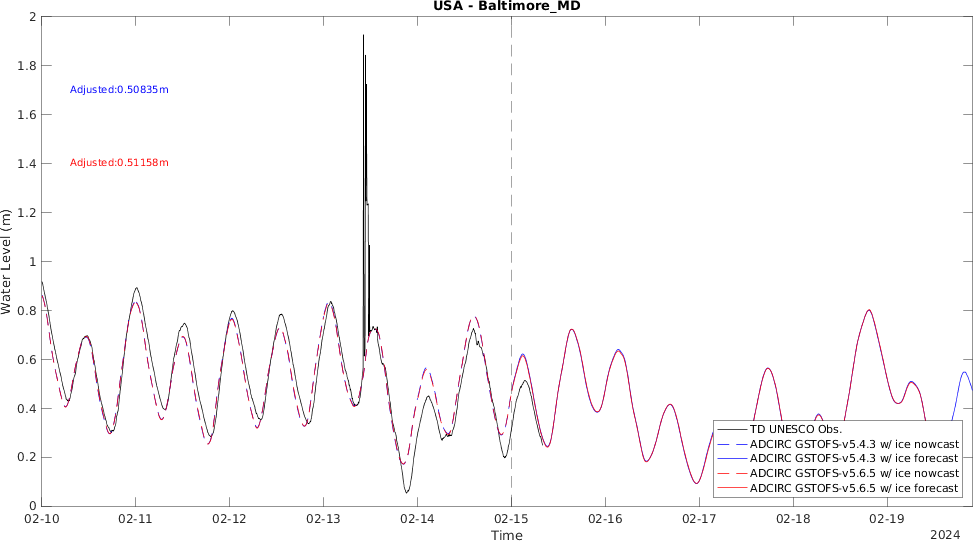 USA - Baltimore_MD
2
1.8
1.6
1.4
1.2
1
0.8
0.6
0.4
0.2
0
Water Level (m)
Adjusted:0.50835m
Adjusted:0.51158m
TD UNESCO Obs.
ADCIRC GSTOFS-v5.4.3 w/ ice nowcast
ADCIRC GSTOFS-v5.4.3 w/ ice forecast
ADCIRC GSTOFS-v5.6.5 w/ ice nowcast
ADCIRC GSTOFS-v5.6.5 w/ ice forecast
02-10 02-11 02-12 02-13 02-14 02-15 02-16 02-17 02-18 02-19
Time
2024